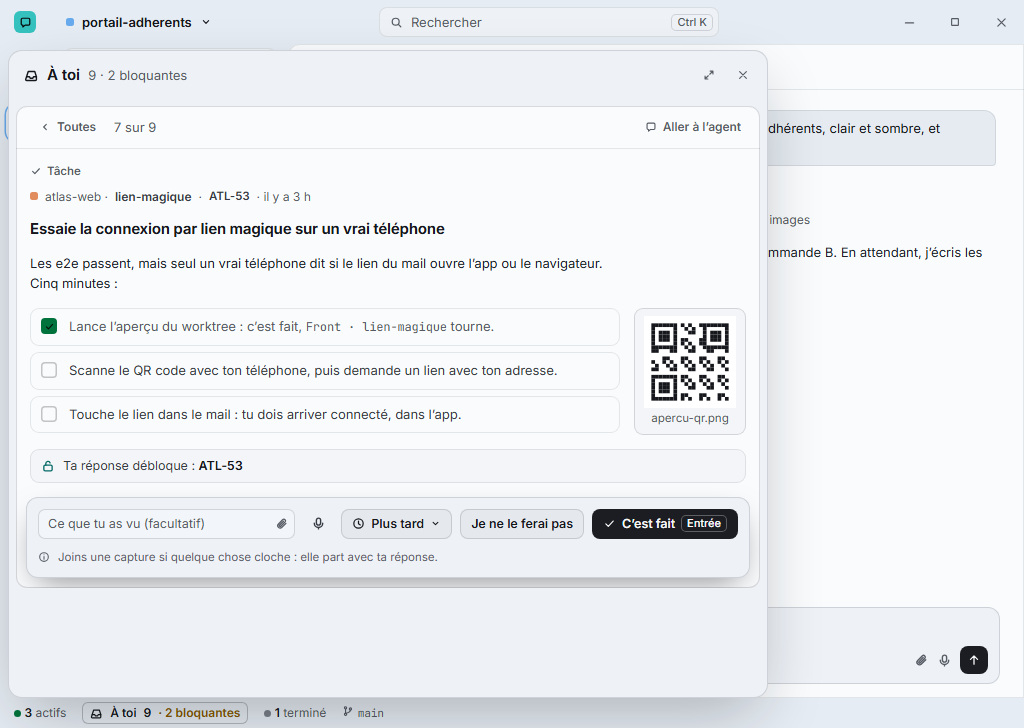 portail-adherents
Rechercher
Ctrl K
À toi 9 · 2 bloquantes
Toutes 7 sur 9
Aller à l’agent
Tâche
atlas-web · lien-magique · ATL-53 · il y a 3 h
Essaie la connexion par lien magique sur un vrai téléphone
Les e2e passent, mais seul un vrai téléphone dit si le lien du mail ouvre l’app ou le navigateur.
Cinq minutes :
Lance l’aperçu du worktree : c’est fait, Front · lien-magique tourne.
Scanne le QR code avec ton téléphone, puis demande un lien avec ton adresse.
Touche le lien dans le mail : tu dois arriver connecté, dans l’app.
apercu-qr.png
Ta réponse débloque : ATL-53
Ce que tu as vu (facultatif)
Plus tard
Je ne le ferai pas
C’est fait Entrée
Joins une capture si quelque chose cloche : elle part avec ta réponse.
dhérents, clair et sombre, et
images
mmande B. En attendant, j’écris les
3 actifs
À toi 9 · 2 bloquantes
1 terminé
main